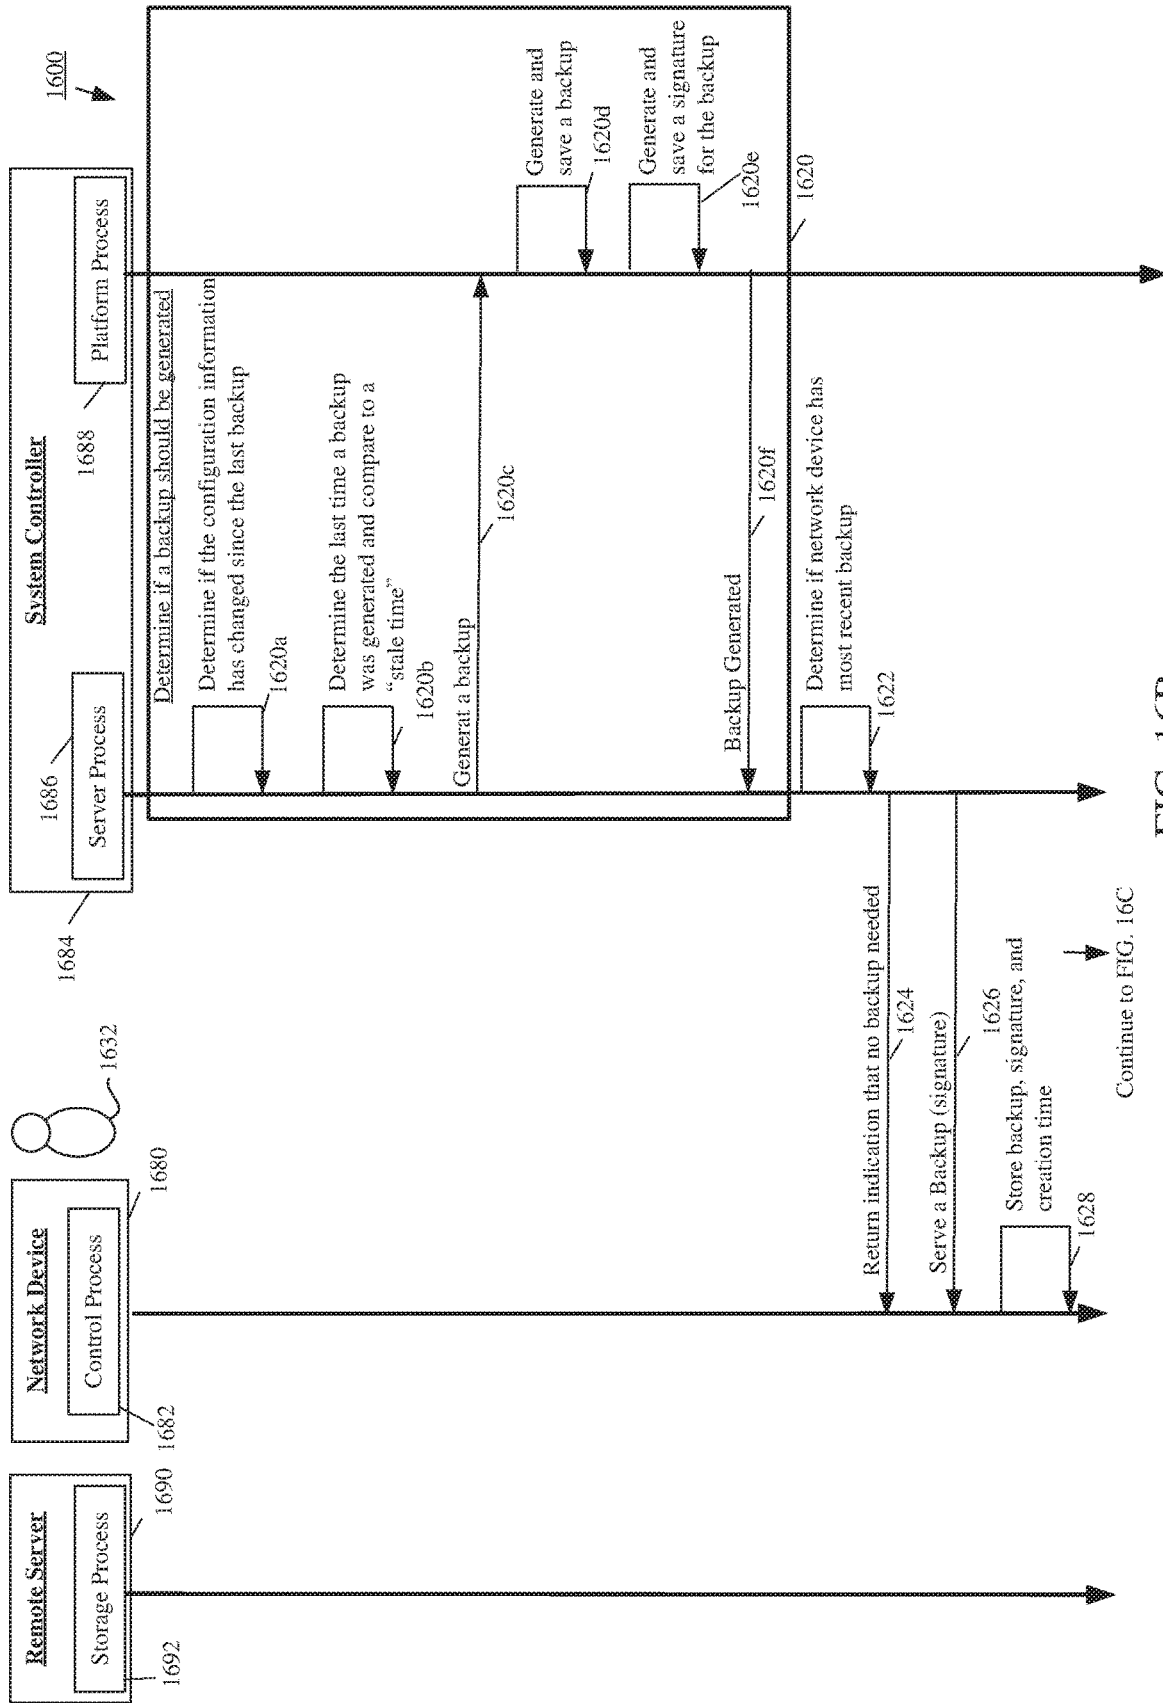 1600
Remote Server
Storage Process
1692
1690
Network Device
Control Process
1682
1680
1632
System Controller
1684
Server Process
1686
Platform Process
1688
Determine if a backup should be generated
Determine if the configuration information
has changed since the last backup
1620a
Determine the last time a backup
was generated and compare to a
“stale time”
1620b
Generat a backup
1620c
Generate and
save a backup
1620d
Generate and
save a signature
for the backup
1620e
Backup Generated
1620f
1620
Determine if network device has
most recent backup
1622
Return indication that no backup needed
1624
Serve a Backup (signature)
1626
Store backup, signature, and
creation time
1628
Continue to FIG. 16C
FIG. 16B